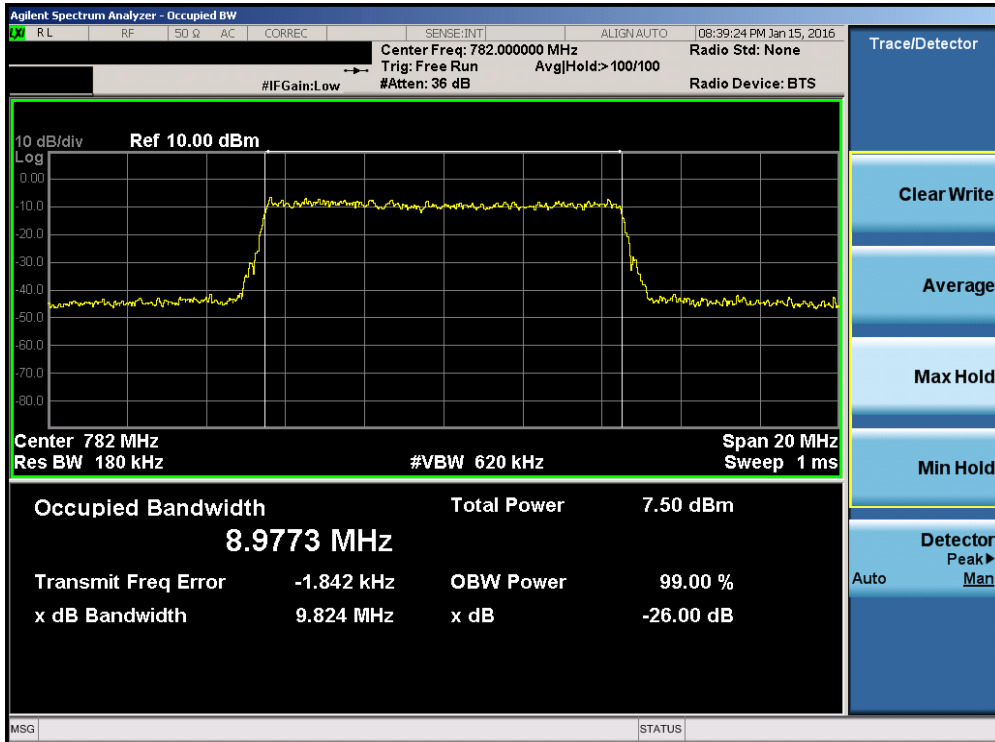 Agilent Spectrum Analyzer - Occupied BW
LXI RL RF 50 Ω AC CORREC SENSE:INT ALIGN AUTO 08:39:24 PM Jan 15, 2016
Center Freq: 782.000000 MHz Radio Std: None
Trig: Free Run Avg|Hold:> 100/100
#IFGain:Low #Atten: 36 dB Radio Device: BTS
10 dB/div Ref 10.00 dBm
Log
0.00
-10.0
-20.0
-30.0
-40.0
-50.0
-60.0
-70.0
-80.0
Center 782 MHz Span 20 MHz
Res BW 180 kHz #VBW 620 kHz Sweep 1 ms
Occupied Bandwidth Total Power 7.50 dBm
8.9773 MHz
Transmit Freq Error -1.842 kHz OBW Power 99.00 %
x dB Bandwidth 9.824 MHz x dB -26.00 dB
MSG STATUS
Trace/Detector
Clear Write
Average
Max Hold
Min Hold
Detector
Peak▶
Auto Man